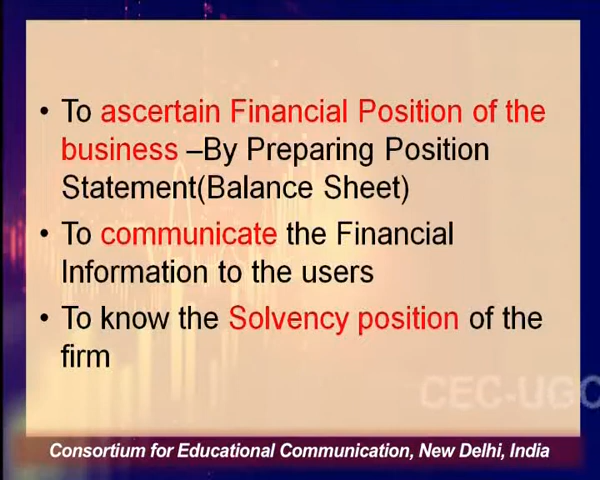 • To ascertain Financial Position of the
business –By Preparing Position
Statement(Balance Sheet)
• To communicate the Financial
Information to the users
• To know the Solvency position of the
firm
CEC-UGC
Consortium for Educational Communication, New Delhi, India